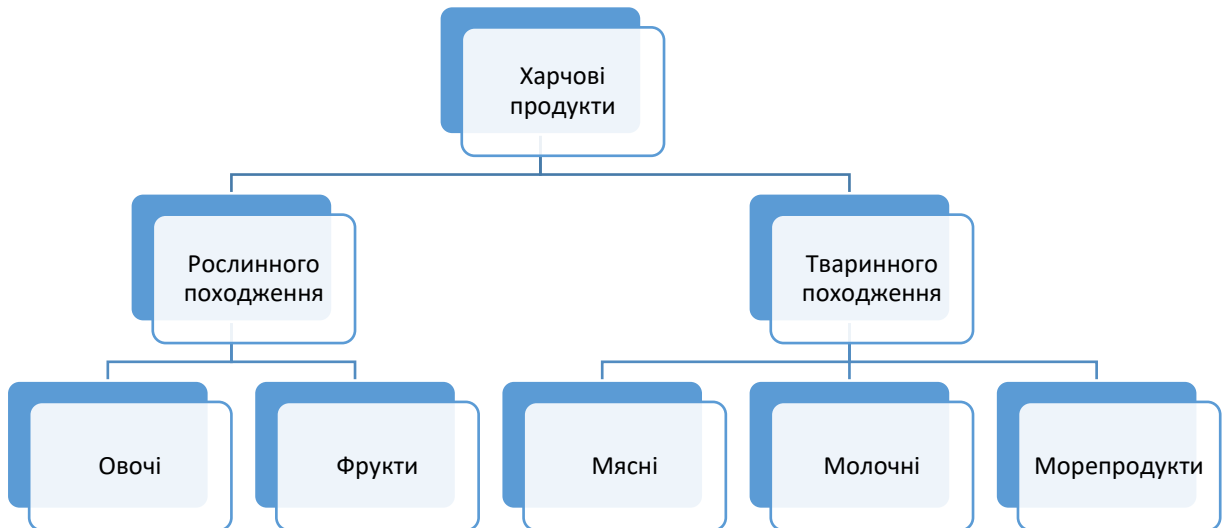 Харчові
продукти
Рослинного
походження
Тваринного
походження
Овочі
Фрукти
Мясні
Молочні
Морепродукти